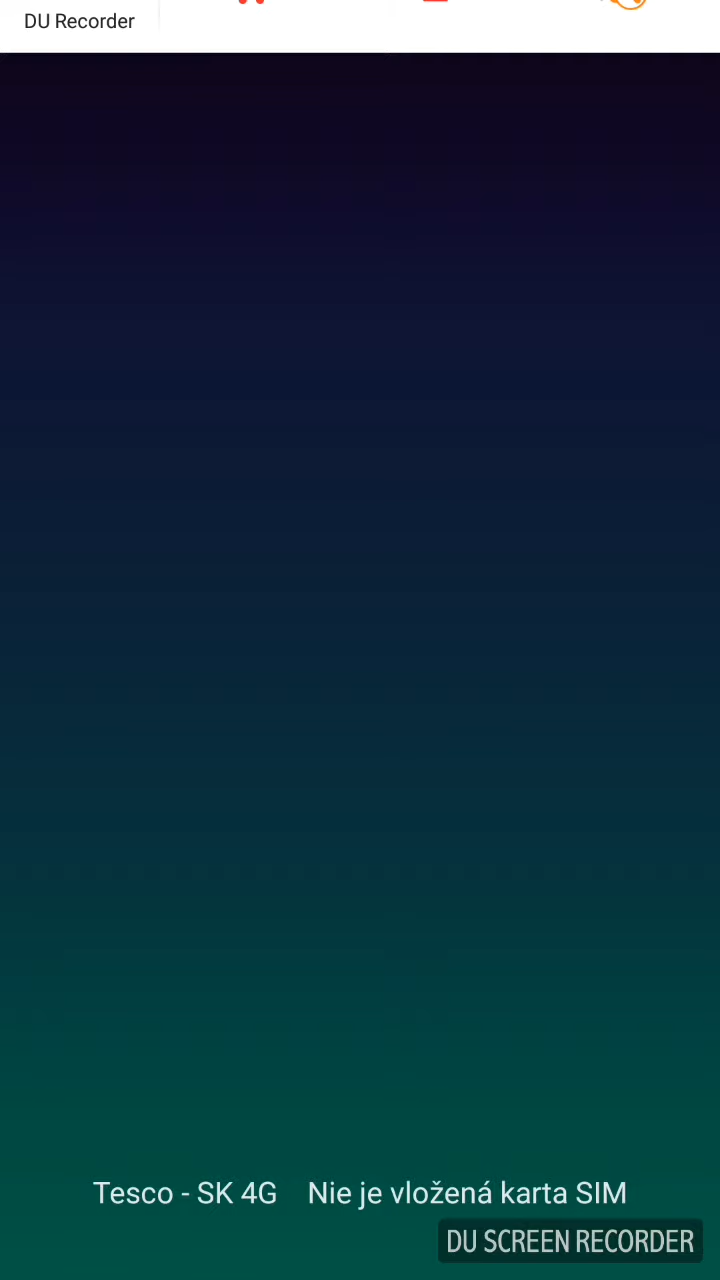 DU Recorder
Tesco - SK 4G Nie je vložená karta SIM
DU SCREEN RECORDER